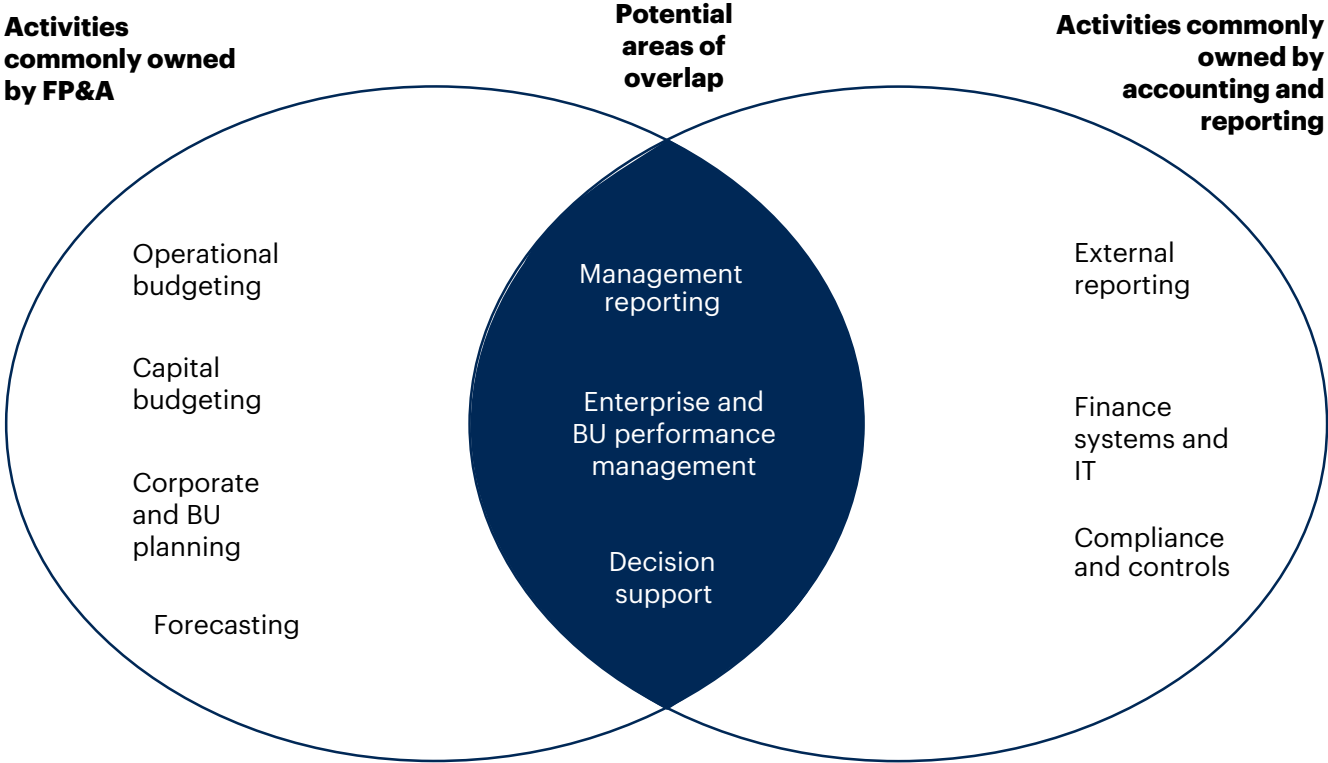 Activities
commonly owned
by FP&A
Potential
areas of
overlap
Activities commonly
owned by
accounting and
reporting
Operational
budgeting
Capital
budgeting
Corporate
and BU
planning
Forecasting
Management
reporting
Enterprise and
BU performance
management
Decision
support
External
reporting
Finance
systems and
IT
Compliance
and controls